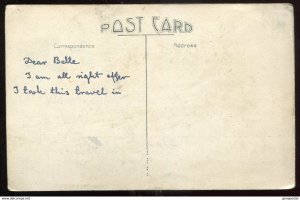 POST CARD
Correspondence
Address
Dear Belle
I am all right after
I took this travel in